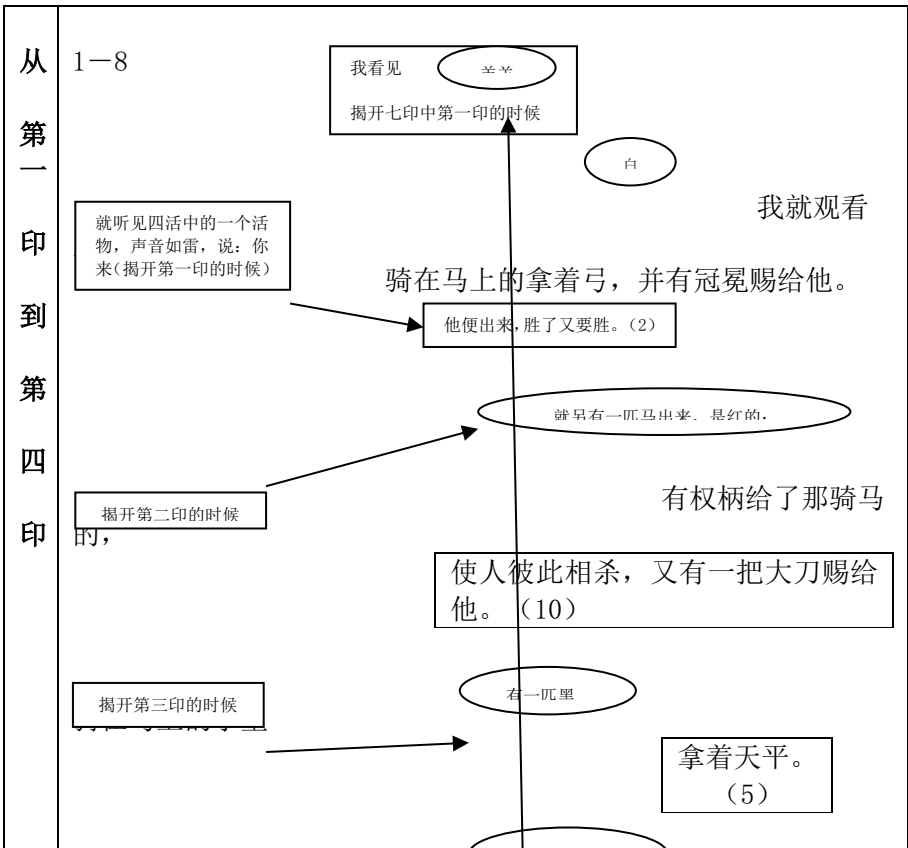 从第一印到第四印
1－8
我看见
揭开七印中第一印的时候
白
我就观看
就听见四活中的一个活
物，声音如雷，说：你
来（揭开第一印的时候）
骑在马上的拿着弓，并有冠冕赐给他。
他便出来，胜了又要胜。（2）
就另有一匹马出来，是红的；
揭开第二印的时候
有权柄给了那骑马
的，
使人彼此相杀，又有一把大刀赐给
他。（10）
揭开第三印的时候
有一匹黑
拿着天平。
（5）